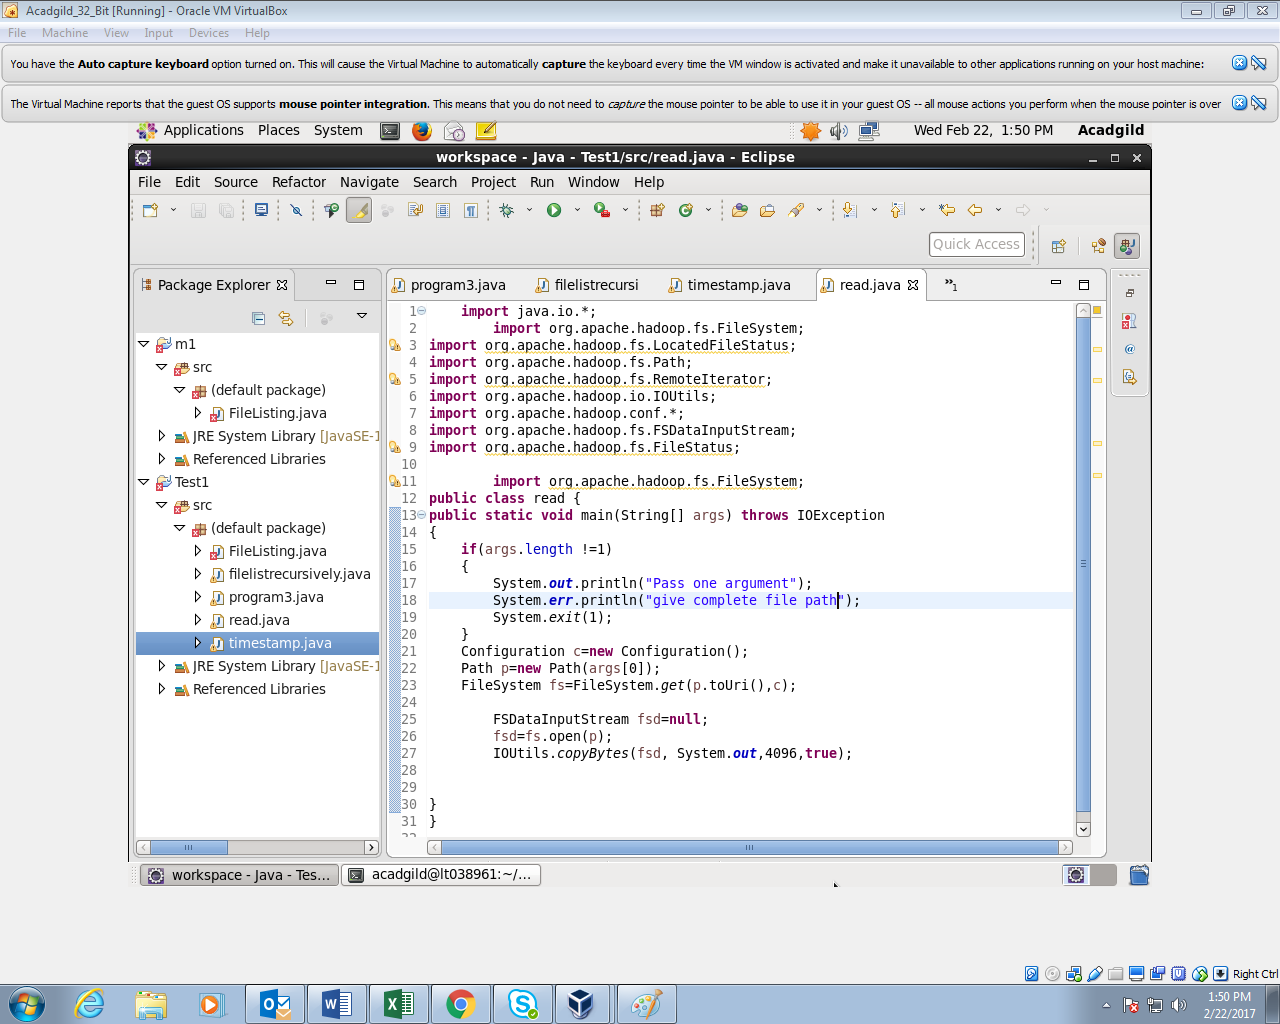 Acadgild_32_Bit [Running] - Oracle VM VirtualBox
File Machine View Input Devices Help
You have the Auto capture keyboard option turned on. This will cause the Virtual Machine to automatically capture the keyboard every time the VM window is activated and make it unavailable to other applications running on your host machine:
The Virtual Machine reports that the guest OS supports mouse pointer integration. This means that you do not need to capture the mouse pointer to be able to use it in your guest OS -- all mouse actions you perform when the mouse pointer is over
Applications Places System Wed Feb 22, 1:50 PM Acadgild
workspace - Java - Test1/src/read.java - Eclipse
File Edit Source Refactor Navigate Search Project Run Window Help
Quick Access
Package Explorer
m1
src
(default package)
FileListing.java
JRE System Library [JavaSE-1
Referenced Libraries
Test1
src
(default package)
FileListing.java
filelistrecursively.java
program3.java
read.java
timestamp.java
JRE System Library [JavaSE-1
Referenced Libraries
program3.java filelistrecursi timestamp.java read.java »1
1 import java.io.*;
2 import org.apache.hadoop.fs.FileSystem;
3 import org.apache.hadoop.fs.LocatedFileStatus;
4 import org.apache.hadoop.fs.Path;
5 import org.apache.hadoop.fs.RemoteIterator;
6 import org.apache.hadoop.io.IOUtils;
7 import org.apache.hadoop.conf.*;
8 import org.apache.hadoop.fs.FSDataInputStream;
9 import org.apache.hadoop.fs.FileStatus;
10
11 import org.apache.hadoop.fs.FileSystem;
12 public class read {
13 public static void main(String[] args) throws IOException
14 {
15 if(args.length !=1)
16 {
17 System.out.println("Pass one argument");
18 System.err.println("give complete file path");
19 System.exit(1);
20 }
21 Configuration c=new Configuration();
22 Path p=new Path(args[0]);
23 FileSystem fs=FileSystem.get(p.toUri(),c);
24
25 FSDataInputStream fsd=null;
26 fsd=fs.open(p);
27 IOUtils.copyBytes(fsd, System.out,4096,true);
28
29
30 }
31 }
32
workspace - Java - Tes... acadgild@lt038961:~/...
Right Ctrl
1:50 PM
2/22/2017